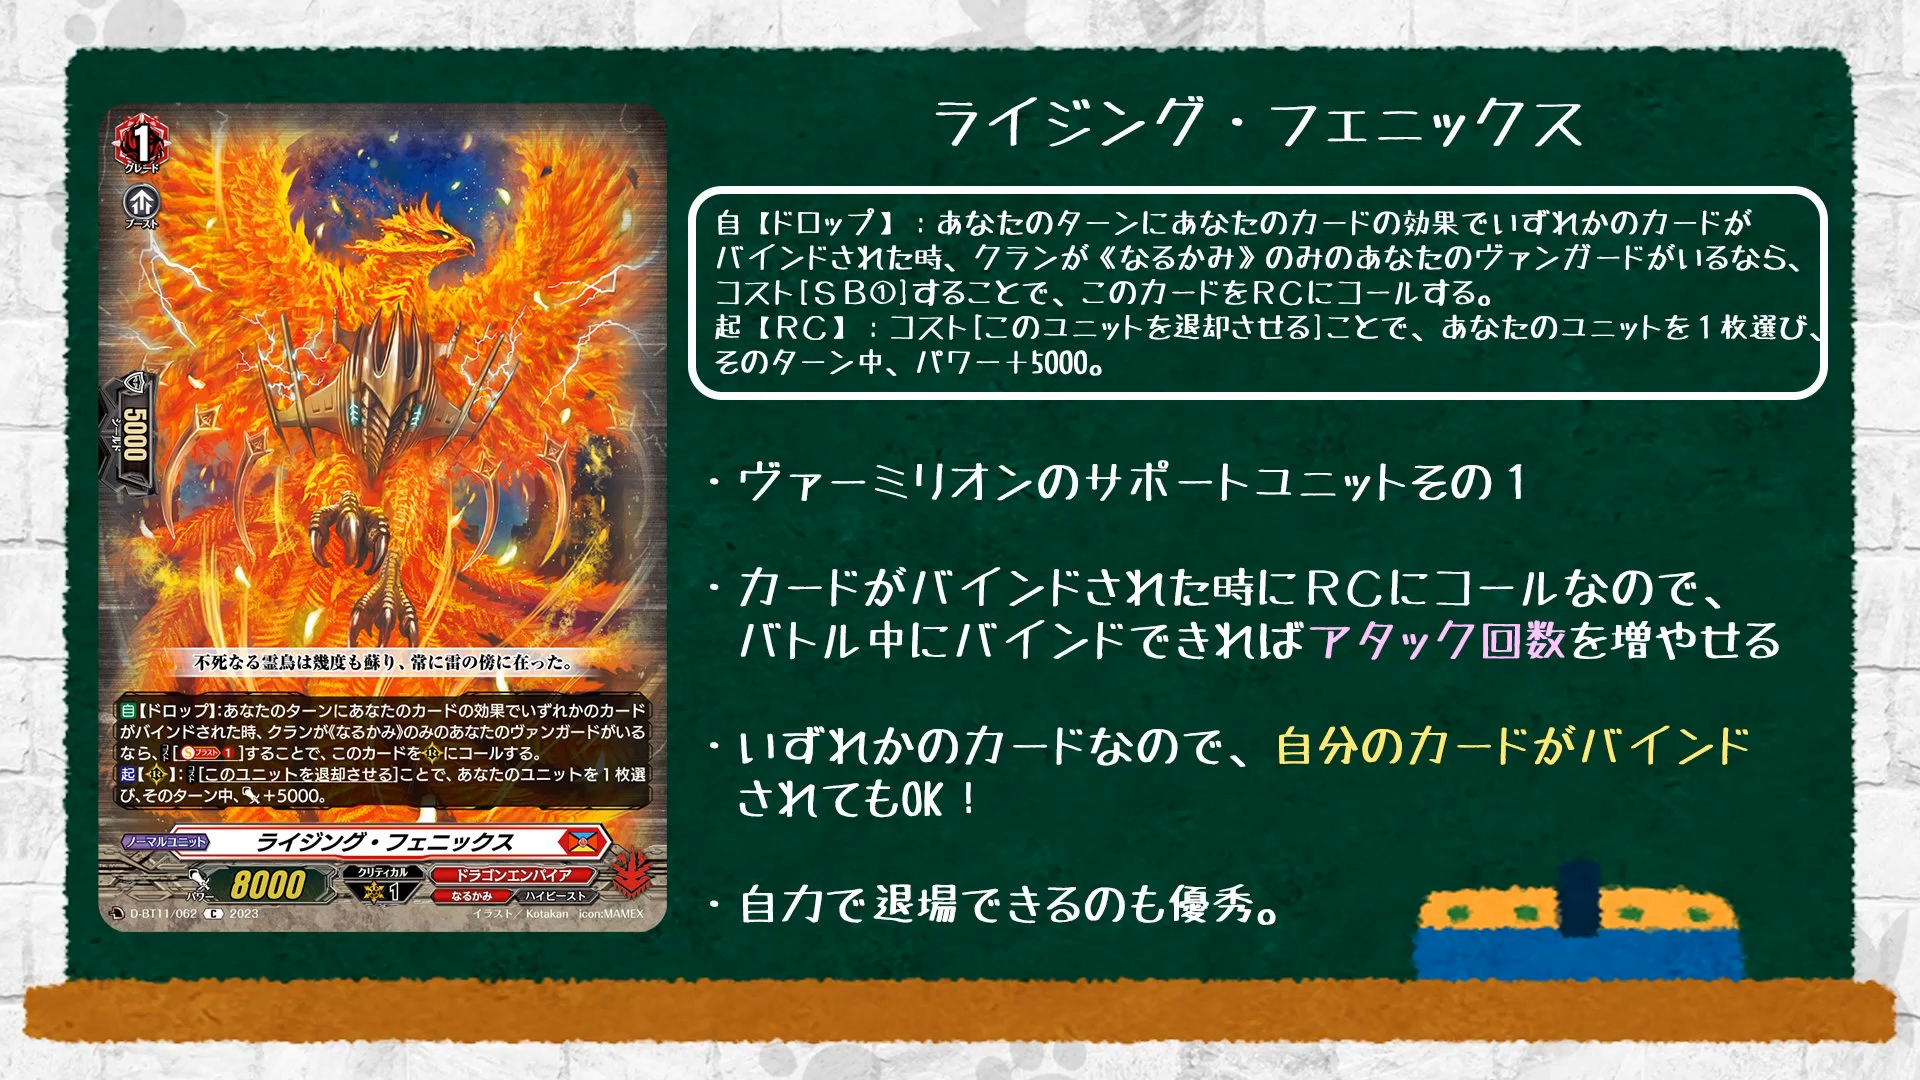 ライジング・フェニックス
自【ドロップ】：あなたのターンにあなたのカードの効果でいずれかのカードが
バインドされた時、クランが《なるかみ》のみのあなたのヴァンガードがいるなら、
コスト[ＳＢ①]することで、このカードをＲＣにコールする。
起【ＲＣ】：コスト[このユニットを退却させる]ことで、あなたのユニットを１枚選び、
そのターン中、パワー＋5000。
・ヴァーミリオンのサポートユニットその１
・カードがバインドされた時にＲＣにコールなので、
バトル中にバインドできればアタック回数を増やせる
・いずれかのカードなので、自分のカードがバインド
されてもOK！
・自力で退場できるのも優秀。
1
グレード
ブースト
5000
シールド
不死なる霊鳥は幾度も蘇り、常に雷の傍に在った。
自【ドロップ】：あなたのターンにあなたのカードの効果でいずれかのカード
がバインドされた時、クランが《なるかみ》のみのあなたのヴァンガードがいる
なら、コスト[Sブラスト1]することで、このカードをRにコールする。
起【R】：コスト[このユニットを退却させる]ことで、あなたのユニットを１枚選
び、そのターン中、+5000。
ノーマルユニット
ライジング・フェニックス
パワー
8000
クリティカル
1
ドラゴンエンパイア
なるかみ
ハイビースト
D-BT11/062 C 2023
イラスト／Kotakan icon:MAMEX